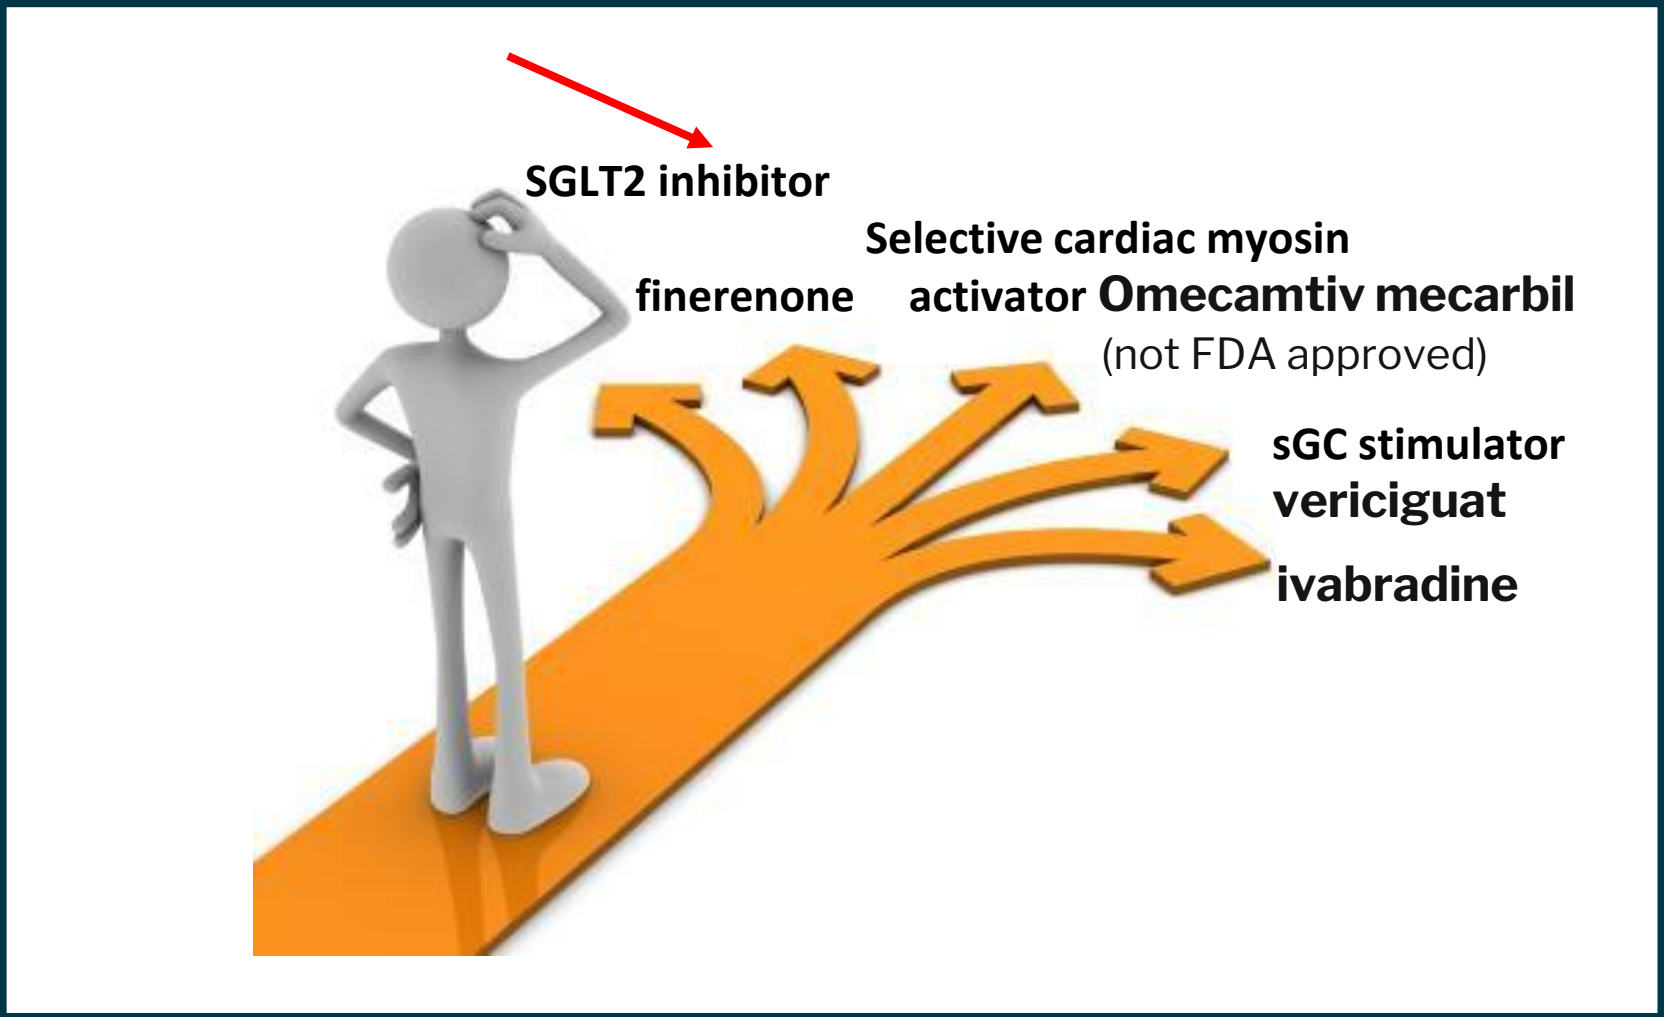 SGLT2 inhibitor
Selective cardiac myosin
finerenone activator Omecamtiv mecarbil
(not FDA approved)
sGC stimulator
vericiguat
ivabradine